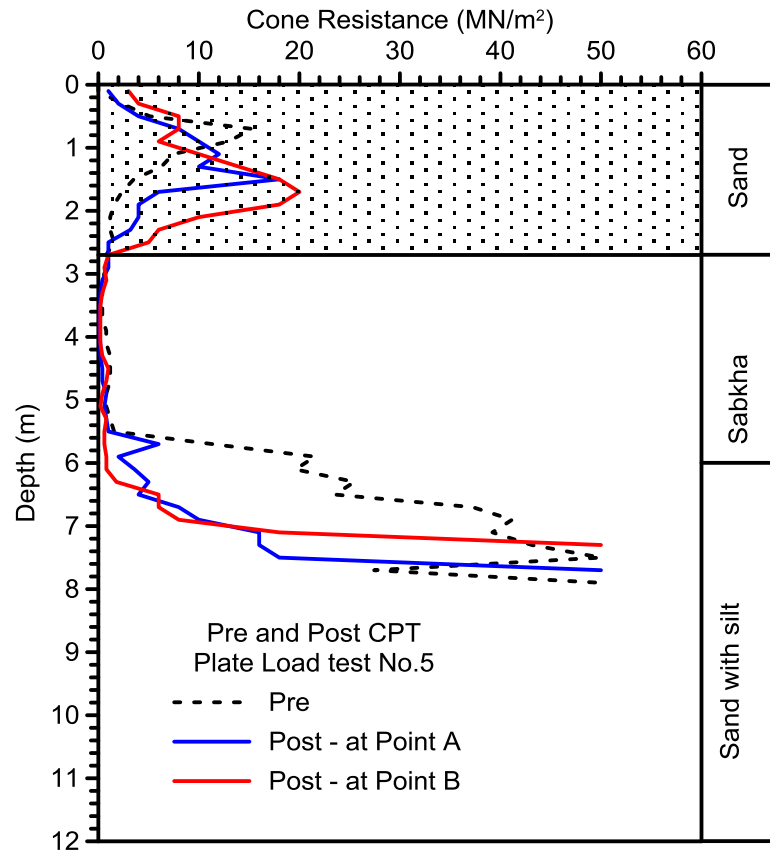 Cone Resistance (MN/m²)
0 10 20 30 40 50 60
0
1
2
3
4
5
6
7
8
9
10
11
12
Depth (m)
Sand
Sabkha
Sand with silt
Pre and Post CPT
Plate Load test No.5
Pre
Post - at Point A
Post - at Point B